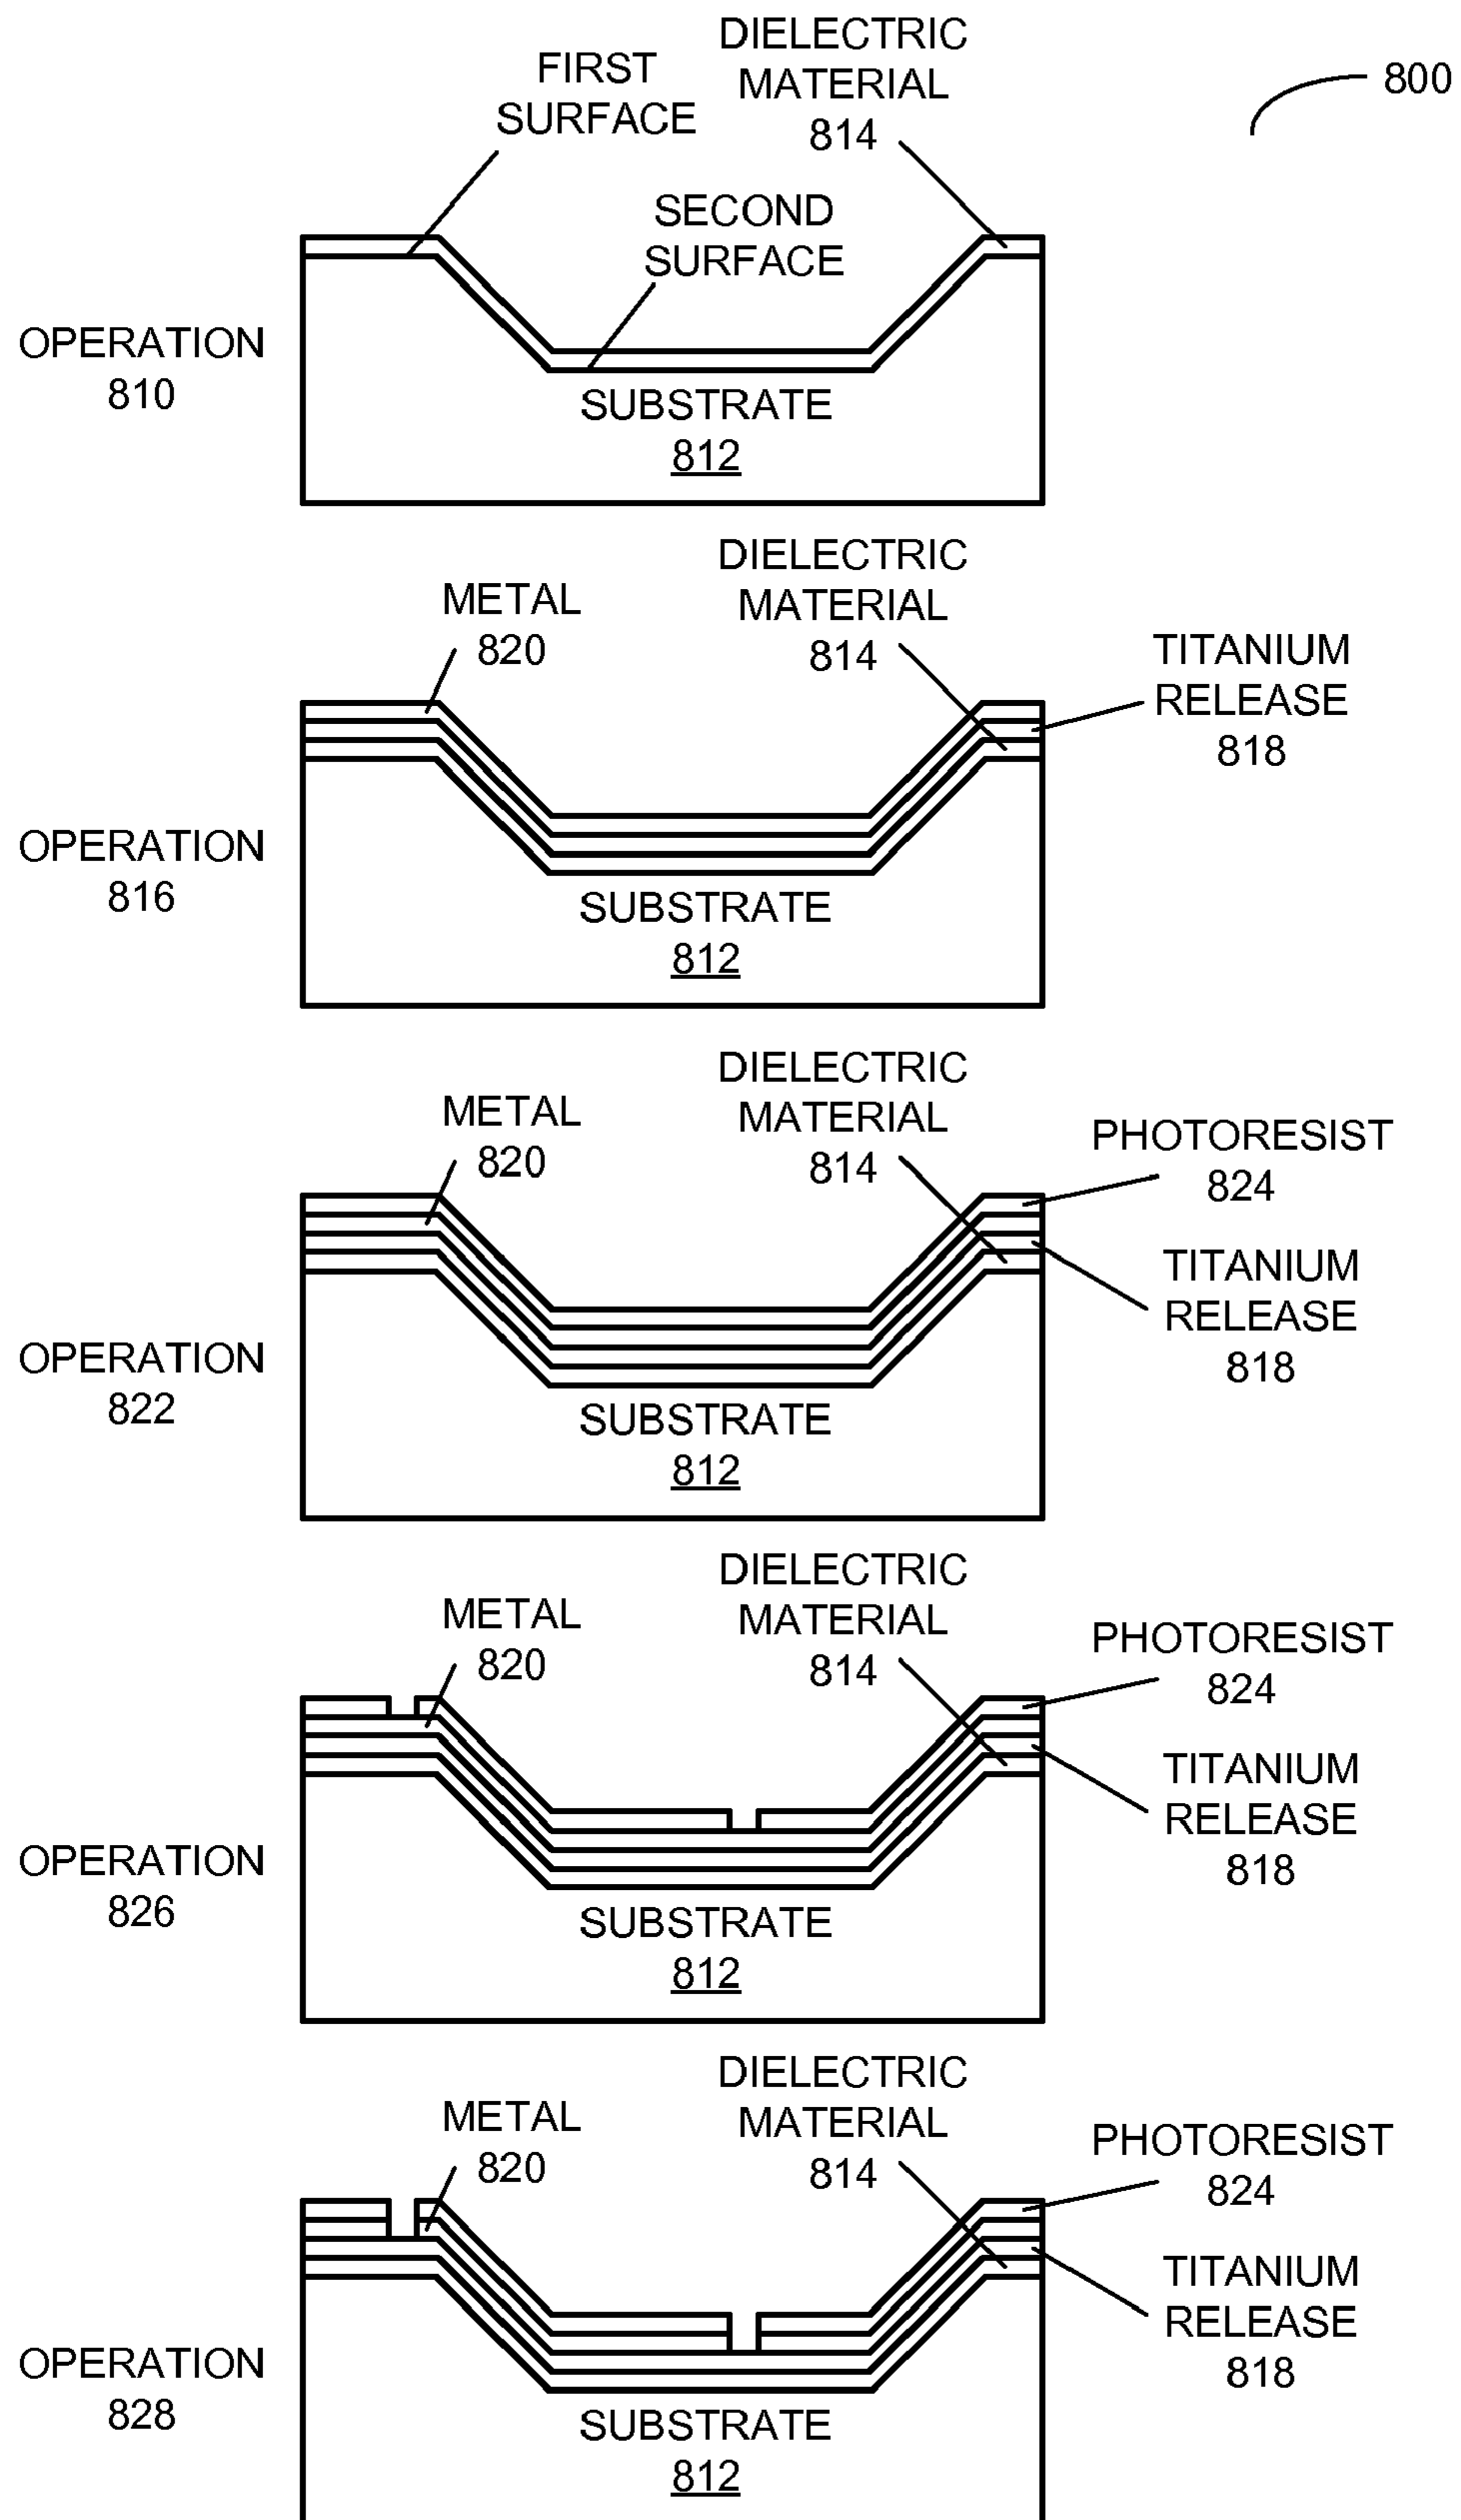 800
FIRST
SURFACE
DIELECTRIC
MATERIAL
814
SECOND
SURFACE
OPERATION
810
SUBSTRATE
812
METAL
820
DIELECTRIC
MATERIAL
814
TITANIUM
RELEASE
818
OPERATION
816
SUBSTRATE
812
METAL
820
DIELECTRIC
MATERIAL
814
PHOTORESIST
824
TITANIUM
RELEASE
818
OPERATION
822
SUBSTRATE
812
METAL
820
DIELECTRIC
MATERIAL
814
PHOTORESIST
824
TITANIUM
RELEASE
818
OPERATION
826
SUBSTRATE
812
METAL
820
DIELECTRIC
MATERIAL
814
PHOTORESIST
824
TITANIUM
RELEASE
818
OPERATION
828
SUBSTRATE
812